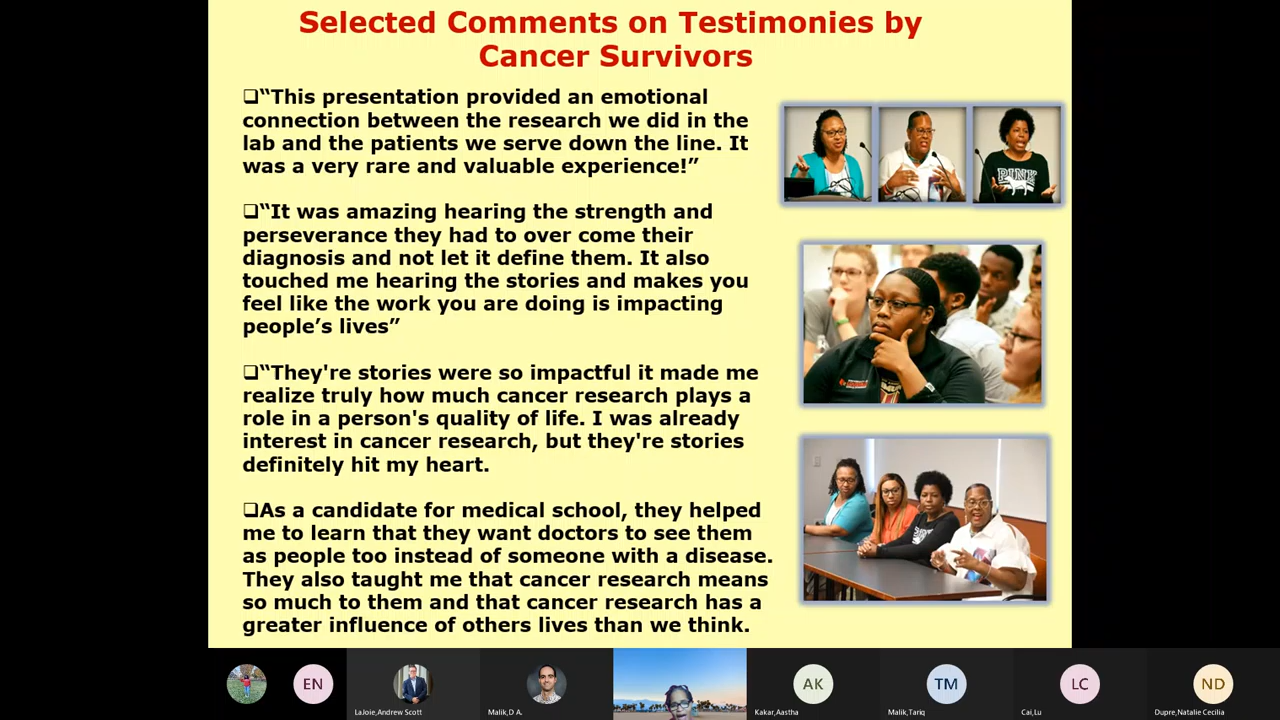 Selected Comments on Testimonies by
Cancer Survivors
❑“This presentation provided an emotional
connection between the research we did in the
lab and the patients we serve down the line. It
was a very rare and valuable experience!”
❑“It was amazing hearing the strength and
perseverance they had to over come their
diagnosis and not let it define them. It also
touched me hearing the stories and makes you
feel like the work you are doing is impacting
people’s lives”
❑“They're stories were so impactful it made me
realize truly how much cancer research plays a
role in a person's quality of life. I was already
interest in cancer research, but they're stories
definitely hit my heart.
❑As a candidate for medical school, they helped
me to learn that they want doctors to see them
as people too instead of someone with a disease.
They also taught me that cancer research means
so much to them and that cancer research has a
greater influence of others lives than we think.
PINK
EN
AK
TM
LC
ND
LaJoie,Andrew Scott
Malik,D A.
Kakar,Aastha
Malik,Tariq
Cai,Lu
Dupre,Natalie Cecilia